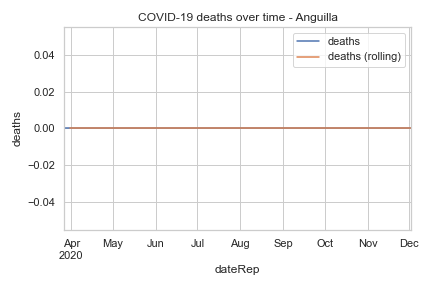 COVID-19 deaths over time - Anguilla
deaths
deaths (rolling)
0.04
0.02
0.00
−0.02
−0.04
deaths
Apr May Jun Jul Aug Sep Oct Nov Dec
2020
dateRep